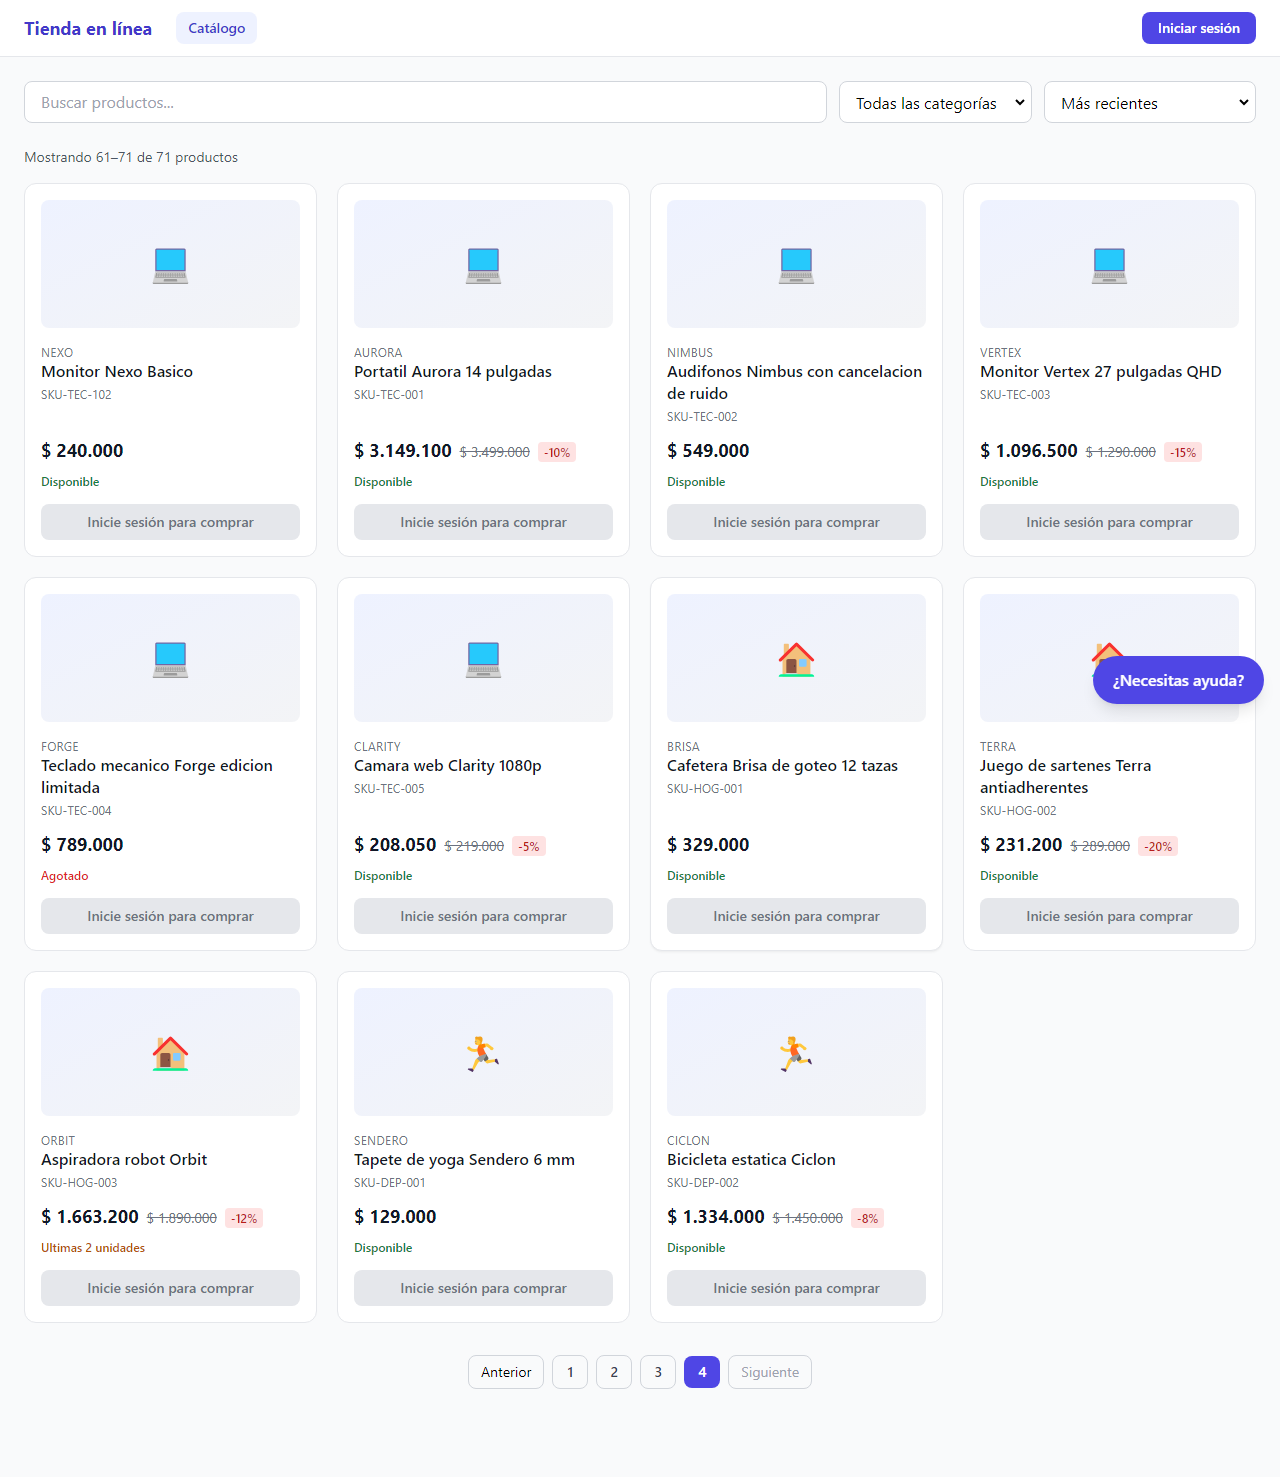 Tienda en línea
Catálogo
Iniciar sesión
Buscar productos...
Todas las categorías
Más recientes
Mostrando 61–71 de 71 productos
NEXO
Monitor Nexo Basico
SKU-TEC-102
$ 240.000
Disponible
Inicie sesión para comprar
AURORA
Portatil Aurora 14 pulgadas
SKU-TEC-001
$ 3.149.100 $ 3.499.000 -10%
Disponible
Inicie sesión para comprar
NIMBUS
Audifonos Nimbus con cancelacion
de ruido
SKU-TEC-002
$ 549.000
Disponible
Inicie sesión para comprar
VERTEX
Monitor Vertex 27 pulgadas QHD
SKU-TEC-003
$ 1.096.500 $ 1.290.000 -15%
Disponible
Inicie sesión para comprar
FORGE
Teclado mecanico Forge edicion
limitada
SKU-TEC-004
$ 789.000
Agotado
Inicie sesión para comprar
CLARITY
Camara web Clarity 1080p
SKU-TEC-005
$ 208.050 $ 219.000 -5%
Disponible
Inicie sesión para comprar
BRISA
Cafetera Brisa de goteo 12 tazas
SKU-HOG-001
$ 329.000
Disponible
Inicie sesión para comprar
¿Necesitas ayuda?
TERRA
Juego de sartenes Terra
antiadherentes
SKU-HOG-002
$ 231.200 $ 289.000 -20%
Disponible
Inicie sesión para comprar
ORBIT
Aspiradora robot Orbit
SKU-HOG-003
$ 1.663.200 $ 1.890.000 -12%
Ultimas 2 unidades
Inicie sesión para comprar
SENDERO
Tapete de yoga Sendero 6 mm
SKU-DEP-001
$ 129.000
Disponible
Inicie sesión para comprar
CICLON
Bicicleta estatica Ciclon
SKU-DEP-002
$ 1.334.000 $ 1.450.000 -8%
Disponible
Inicie sesión para comprar
Anterior 1 2 3 4 Siguiente